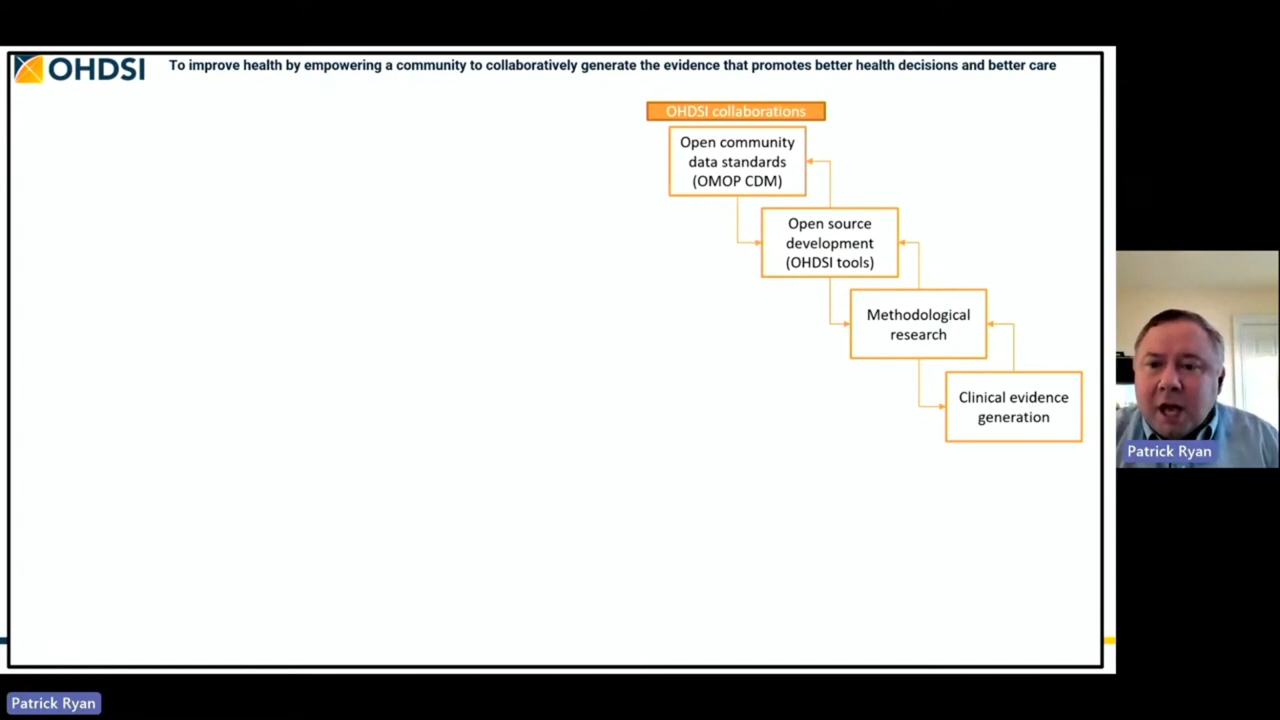 OHDSI
To improve health by empowering a community to collaboratively generate the evidence that promotes better health decisions and better care
OHDSI collaborations
Open community
data standards
(OMOP CDM)
Open source
development
(OHDSI tools)
Methodological
research
Clinical evidence
generation
Patrick Ryan
Patrick Ryan